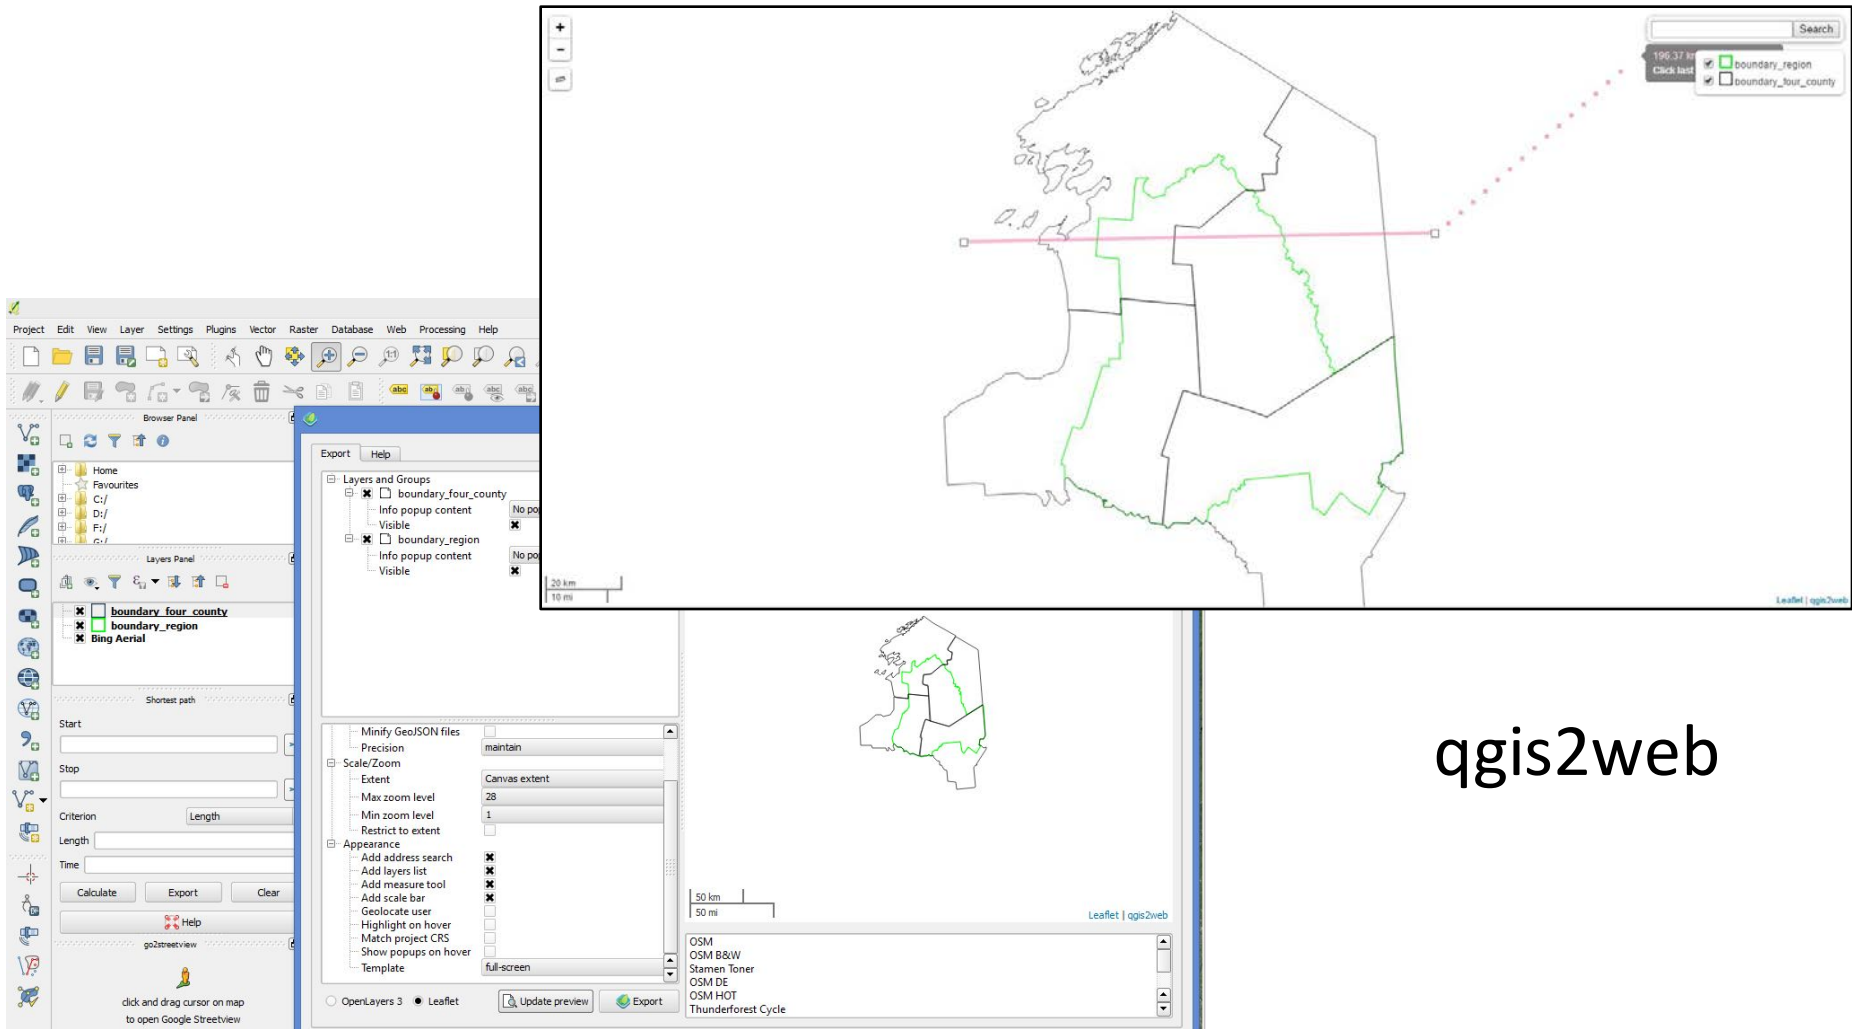 +
−
Search
196.37 km
Click last
boundary_region
boundary_four_county
20 km
10 mi
Leaflet | qgis2web
Project Edit View Layer Settings Plugins Vector Raster Database Web Processing Help
1:1
abc
Browser Panel
Home
Favourites
C:/
D:/
F:/
G:/
Layers Panel
boundary_four_county
boundary_region
Bing Aerial
Shortest path
Start
Stop
Criterion Length
Length
Time
Calculate Export Clear
Help
go2streetview
click and drag cursor on map
to open Google Streetview
Export Help
Layers and Groups
boundary_four_county
Info popup content No pop
Visible
boundary_region
Info popup content No pop
Visible
Minify GeoJSON files
Precision maintain
Scale/Zoom
Extent Canvas extent
Max zoom level 28
Min zoom level 1
Restrict to extent
Appearance
Add address search
Add layers list
Add measure tool
Add scale bar
Geolocate user
Highlight on hover
Match project CRS
Show popups on hover
Template full-screen
OpenLayers 3 Leaflet Update preview Export
50 km
50 mi
Leaflet | qgis2web
OSM
OSM B&W
Stamen Toner
OSM DE
OSM HOT
Thunderforest Cycle
qgis2web